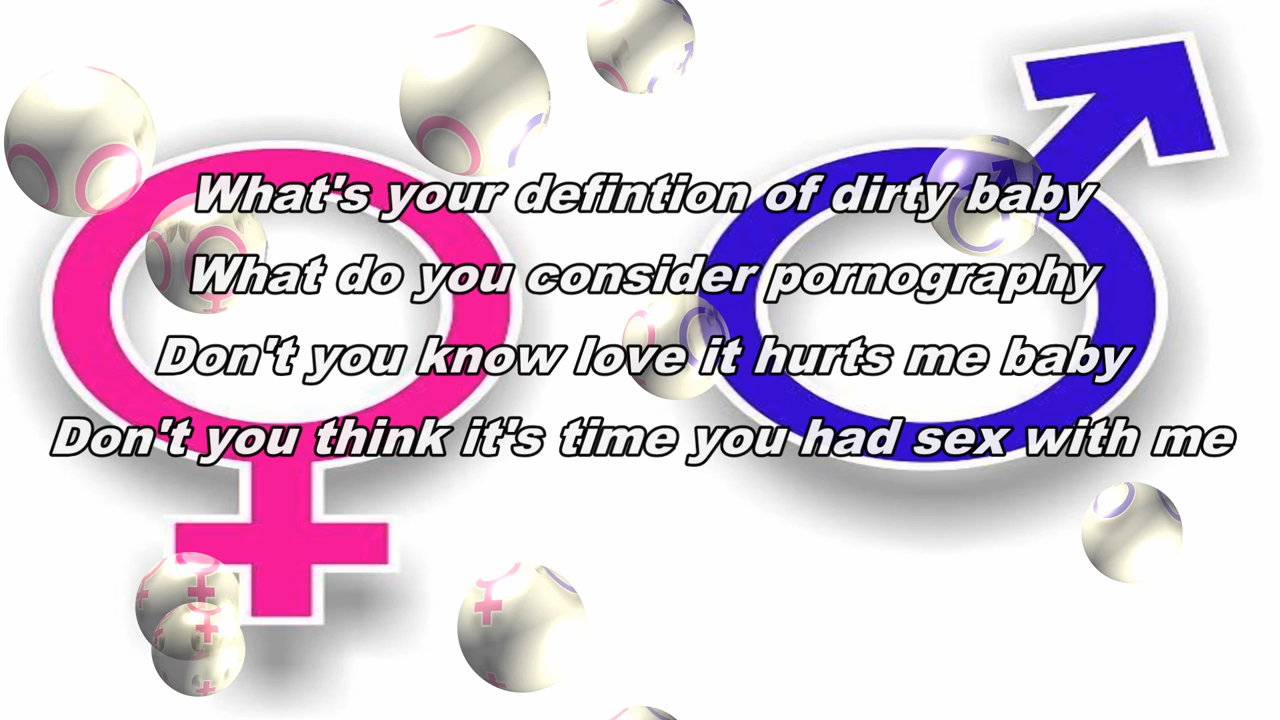 What's your defintion of dirty baby
What do you consider pornography
Don't you know love it hurts me baby
Don't you think it's time you had sex with me